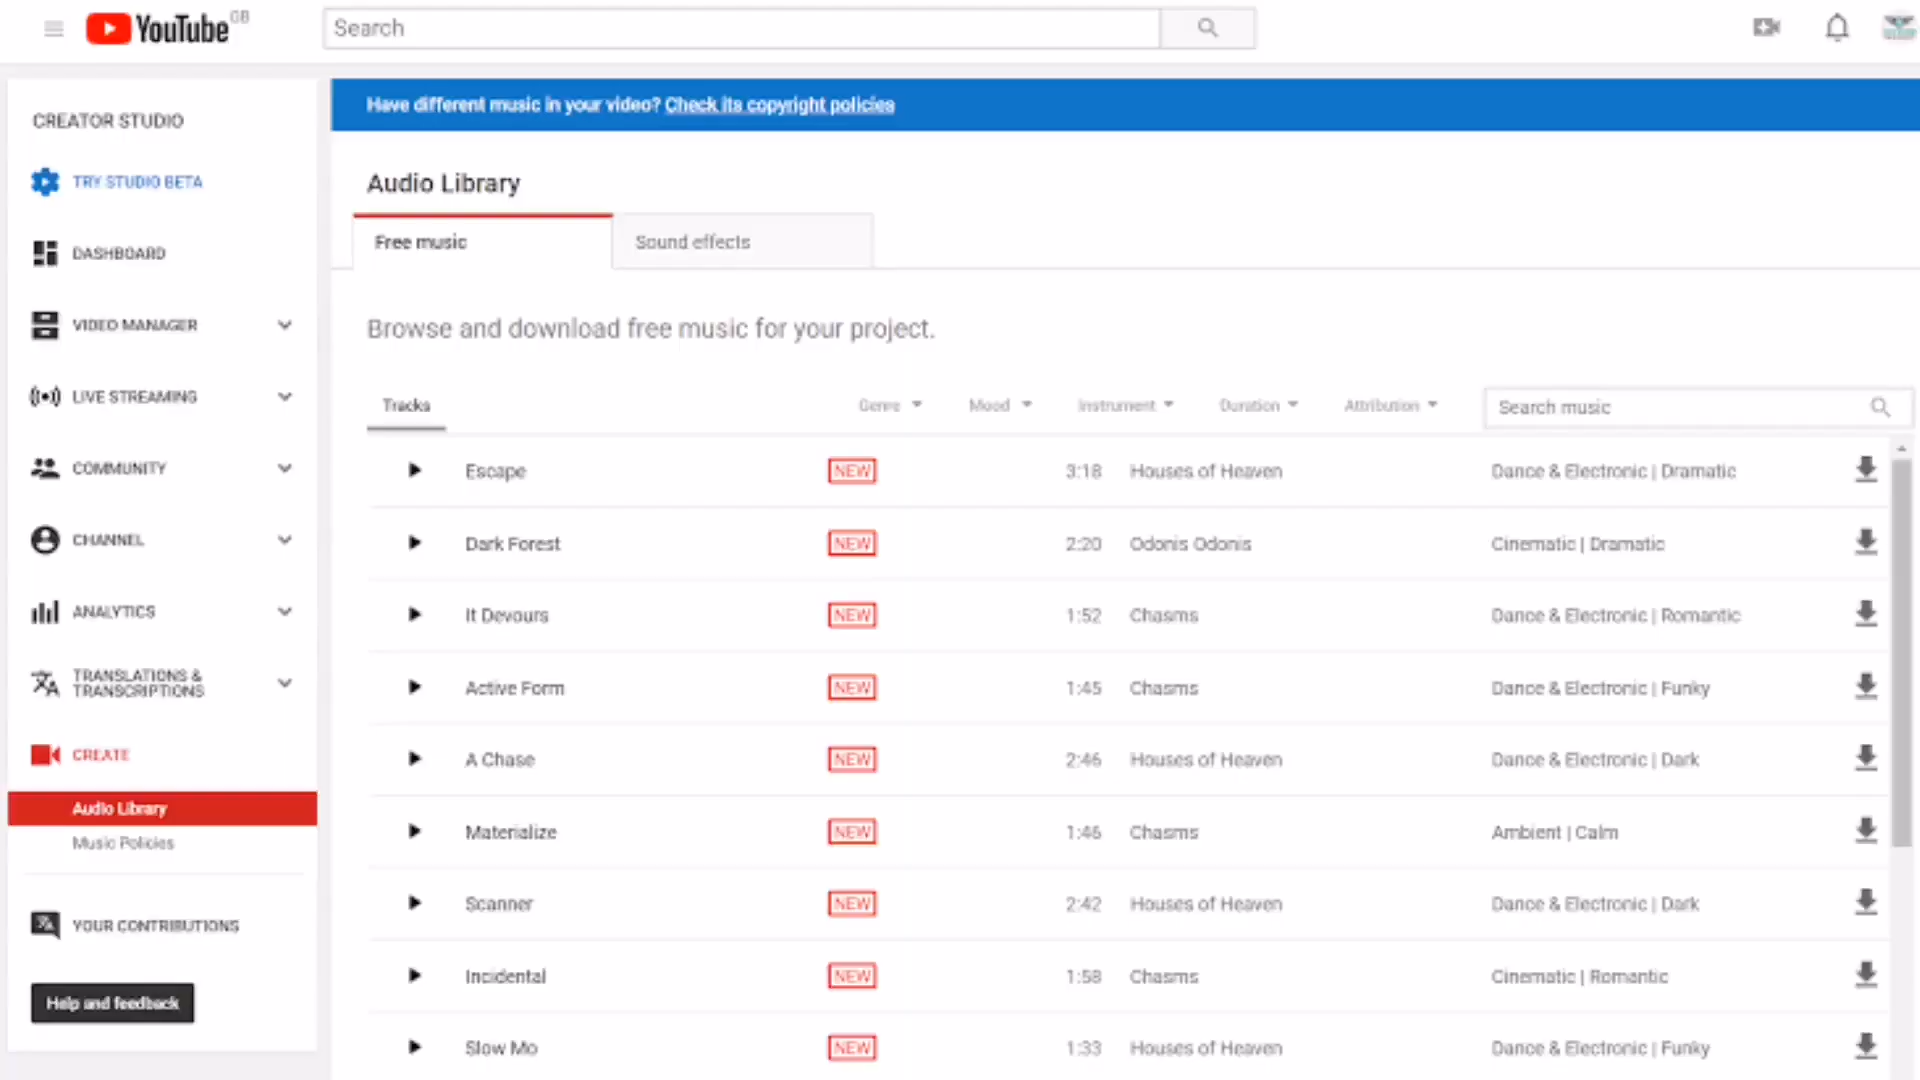 YouTube GB
Search
CREATOR STUDIO
TRY STUDIO BETA
DASHBOARD
VIDEO MANAGER
LIVE STREAMING
COMMUNITY
CHANNEL
ANALYTICS
TRANSLATIONS &
TRANSCRIPTIONS
CREATE
Audio Library
Music Policies
YOUR CONTRIBUTIONS
Help and feedback
Have different music in your video? Check its copyright policies
Audio Library
Free music Sound effects
Browse and download free music for your project.
Tracks Genre Mood Instrument Duration Attribution Search music
Escape NEW 3:18 Houses of Heaven Dance & Electronic | Dramatic
Dark Forest NEW 2:20 Odonis Odonis Cinematic | Dramatic
It Devours NEW 1:52 Chasms Dance & Electronic | Romantic
Active Form NEW 1:45 Chasms Dance & Electronic | Funky
A Chase NEW 2:46 Houses of Heaven Dance & Electronic | Dark
Materialize NEW 1:46 Chasms Ambient | Calm
Scanner NEW 2:42 Houses of Heaven Dance & Electronic | Dark
Incidental NEW 1:58 Chasms Cinematic | Romantic
Slow Mo NEW 1:33 Houses of Heaven Dance & Electronic | Funky